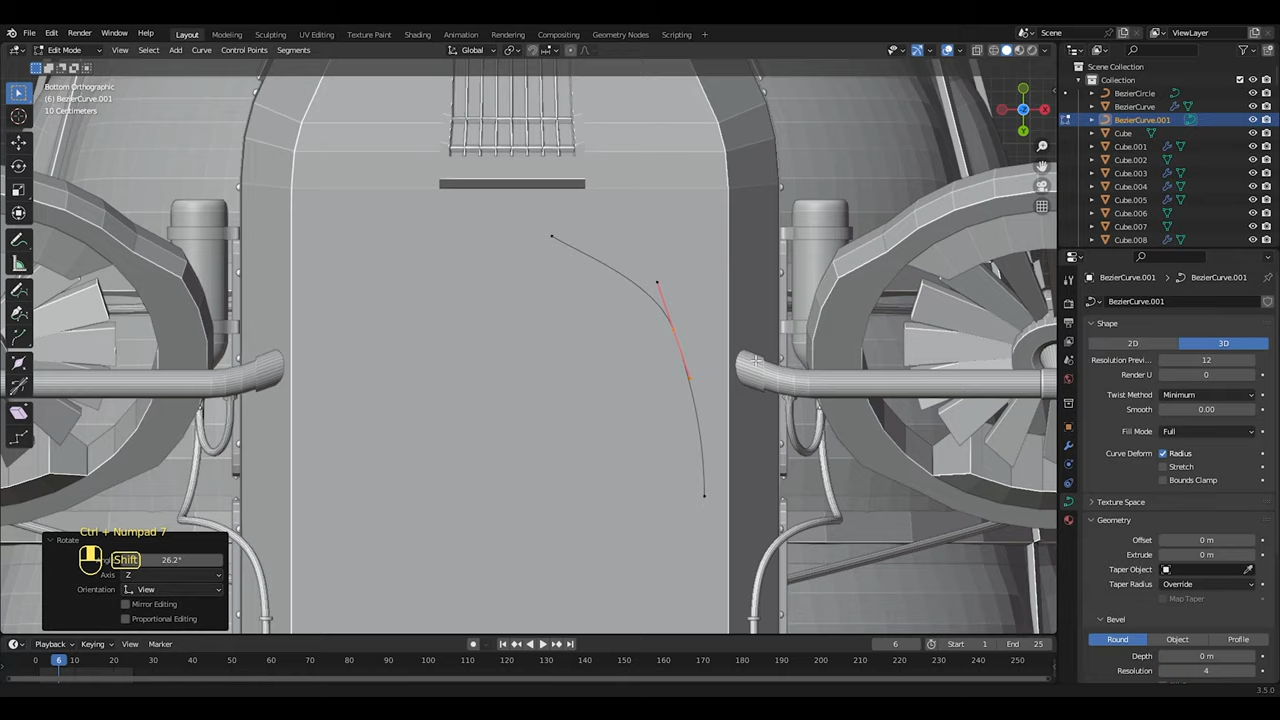 File Edit Render Window Help Layout Modeling Sculpting UV Editing Texture Paint Shading Animation Rendering Compositing Geometry Nodes Scripting + Scene ViewLayer
Edit Mode View Select Add Curve Control Points Segments Global
Bottom Orthographic
(6) BezierCurve.001
10 Centimeters
Scene Collection
Collection
BezierCircle
BezierCurve
BezierCurve.001
Cube
Cube.001
Cube.002
Cube.003
Cube.004
Cube.005
Cube.006
Cube.007
Cube.008
BezierCurve.001 BezierCurve.001
BezierCurve.001
Shape
2D 3D
Resolution Previ... 12
Render U 0
Twist Method Minimum
Smooth 0.00
Fill Mode Full
Curve Deform Radius
Stretch
Bounds Clamp
Texture Space
Geometry
Offset 0 m
Extrude 0 m
Taper Object
Taper Radius Override
Map Taper
Bevel
Round Object Profile
Depth 0 m
Resolution 4
Ctrl + Numpad 7
Rotate
Shift 26.2°
Axis Z
Orientation View
Mirror Editing
Proportional Editing
Playback Keying View Marker 6 Start 1 End 25
0 6 10 20 30 40 50 60 70 80 90 100 110 120 130 140 150 160 170 180 190 200 210 220 230 240 250
3.5.0